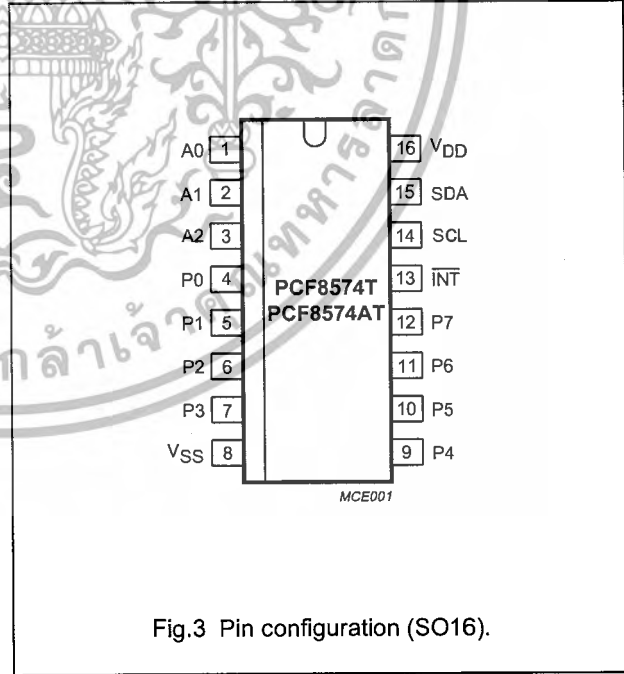 A0 1 16 VDD
A1 2 15 SDA
A2 3 14 SCL
P0 4 13 INT
PCF8574T
PCF8574AT
P1 5 12 P7
P2 6 11 P6
P3 7 10 P5
VSS 8 9 P4
MCE001
Fig.3 Pin configuration (SO16).